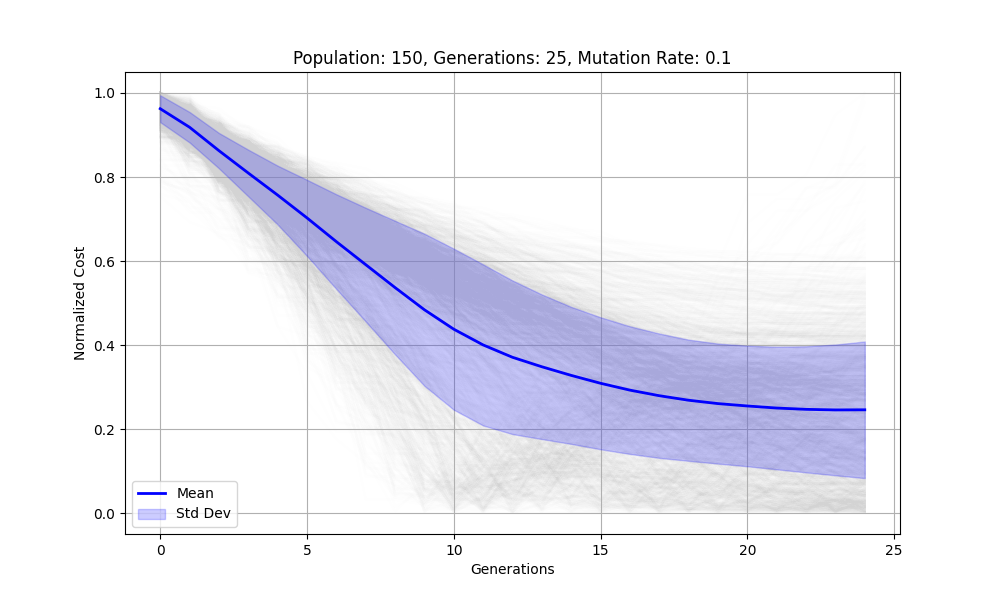 Population: 150, Generations: 25, Mutation Rate: 0.1
Normalized Cost
1.0
0.8
0.6
0.4
0.2
0.0
Mean
Std Dev
0 5 10 15 20 25
Generations